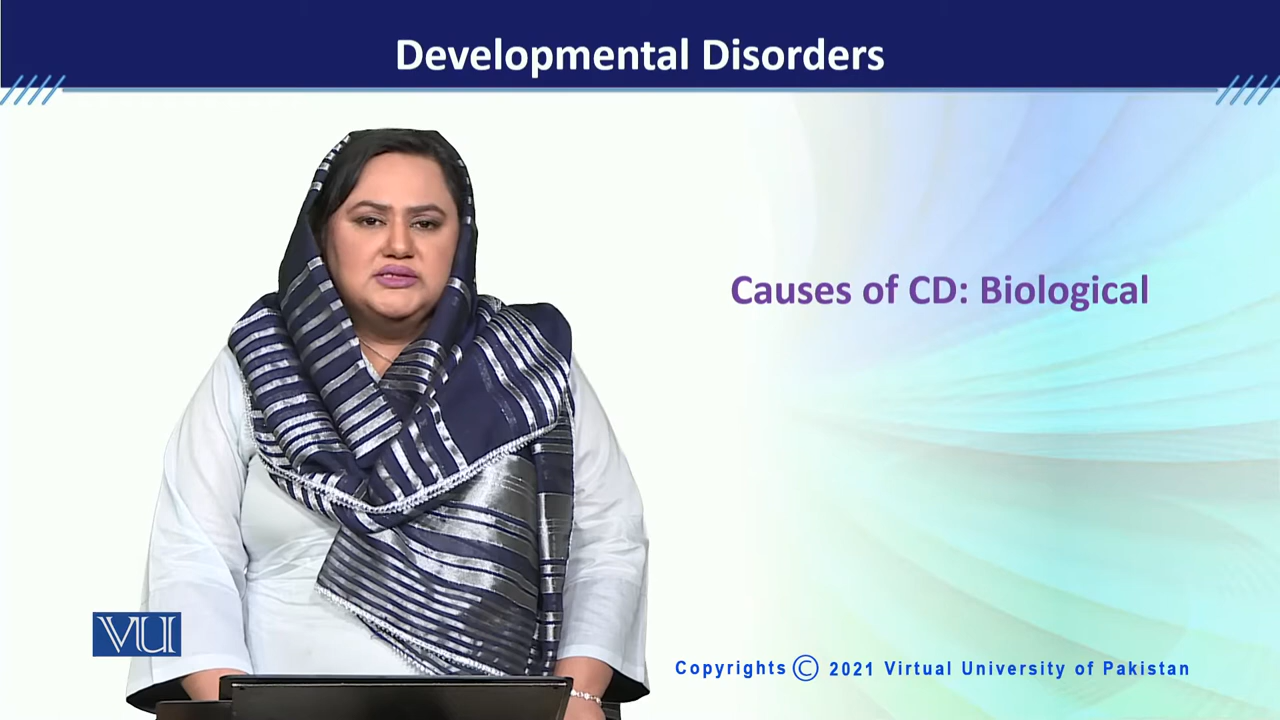 Developmental Disorders
Causes of CD: Biological
VU
Copyrights © 2021 Virtual University of Pakistan